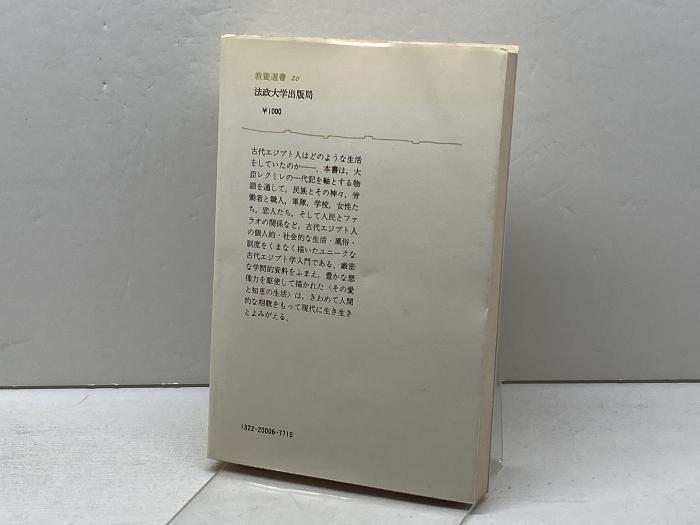 教養選書 20
法政大学出版局
¥1000
古代エジプト人はどのような生活
をしていたのか——。本書は，大
臣レクミレの一代記を軸とする物
語を通して，民族とその神々，労
働者と職人，軍隊，学校，女性た
ち，恋人たち，そして人民とファ
ラオの関係など，古代エジプト人
の個人的・社会的な生活・風俗・
制度をくまなく描いたユニークな
古代エジプト学入門である。厳密
な学問的資料をふまえ，豊かな想
像力を駆使して描かれた〈その愛
と知恵の生活〉は，きわめて人間
的な相貌をもって現代に生き生き
とよみがえる。
1322-20006-7710